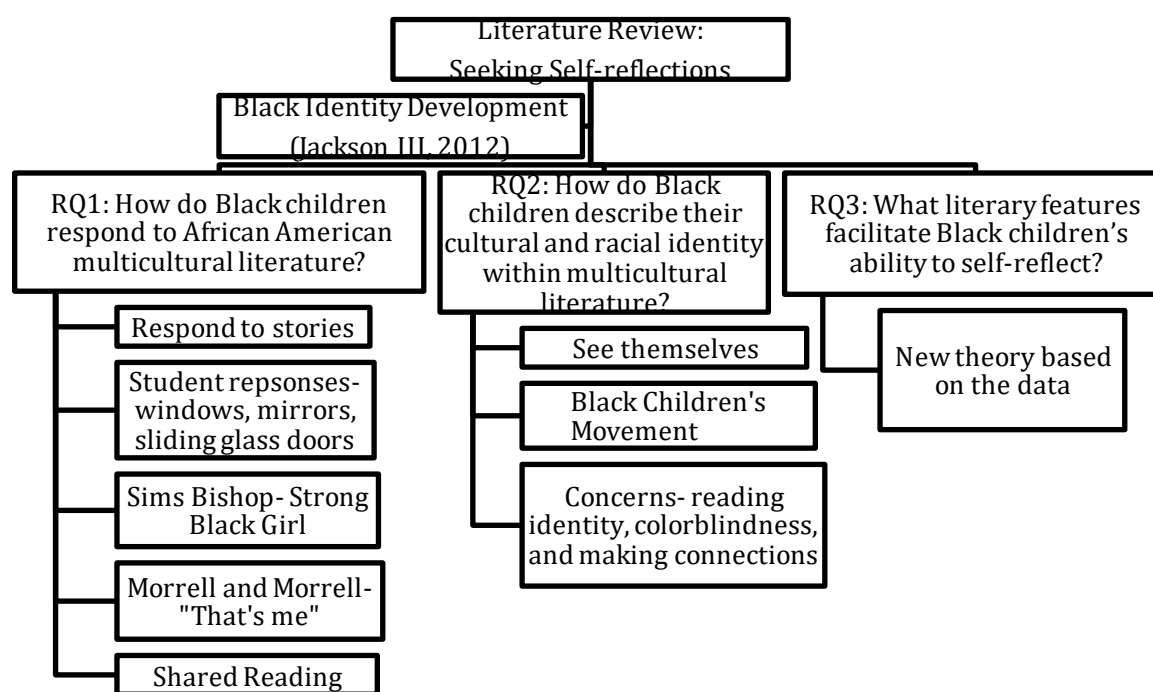 Literature Review:
Seeking Self-reflections
Black Identity Development
(Jackson III, 2012)
RQ1: How do Black children
respond to African American
multicultural literature?
Respond to stories
Student repsonses-
windows, mirrors,
sliding glass doors
Sims Bishop- Strong
Black Girl
Morrell and Morrell-
"That's me"
Shared Reading
RQ2: How do Black
children describe their
cultural and racial identity
within multicultural
literature?
See themselves
Black Children's
Movement
Concerns- reading
identity, colorblindness,
and making connections
RQ3: What literary features
facilitate Black children’s
ability to self-reflect?
New theory based
on the data